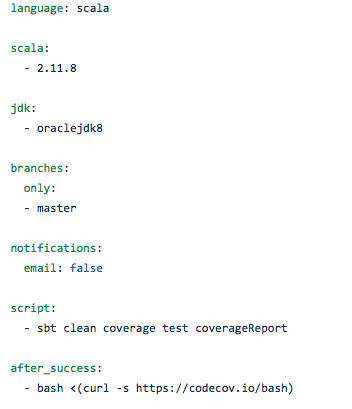 language: scala

scala:
  - 2.11.8

jdk:
  - oraclejdk8

branches:
  only:
  - master

notifications:
  email: false

script:
  - sbt clean coverage test coverageReport

after_success:
  - bash <(curl -s https://codecov.io/bash)